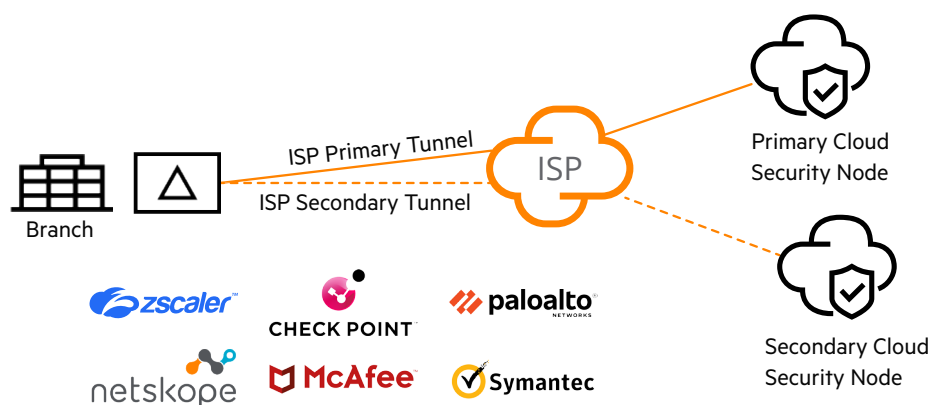 ISP Primary Tunnel
ISP
ISP Secondary Tunnel
Branch
Primary Cloud
Security Node
Secondary Cloud
Security Node
zscaler™
CHECK POINT
paloalto
NETWORKS
netskope
McAfee
Symantec